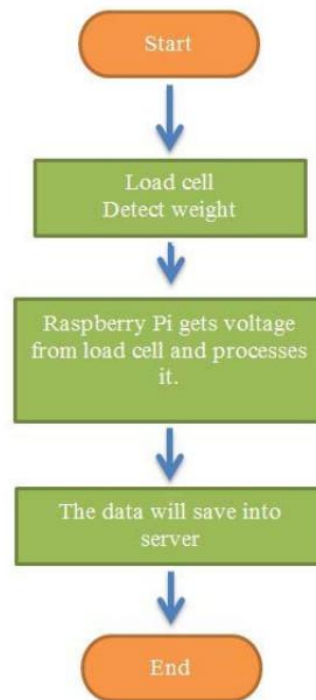 Start
Load cell
Detect weight
Raspberry Pi gets voltage
from load cell and processes
it.
The data will save into
server
End